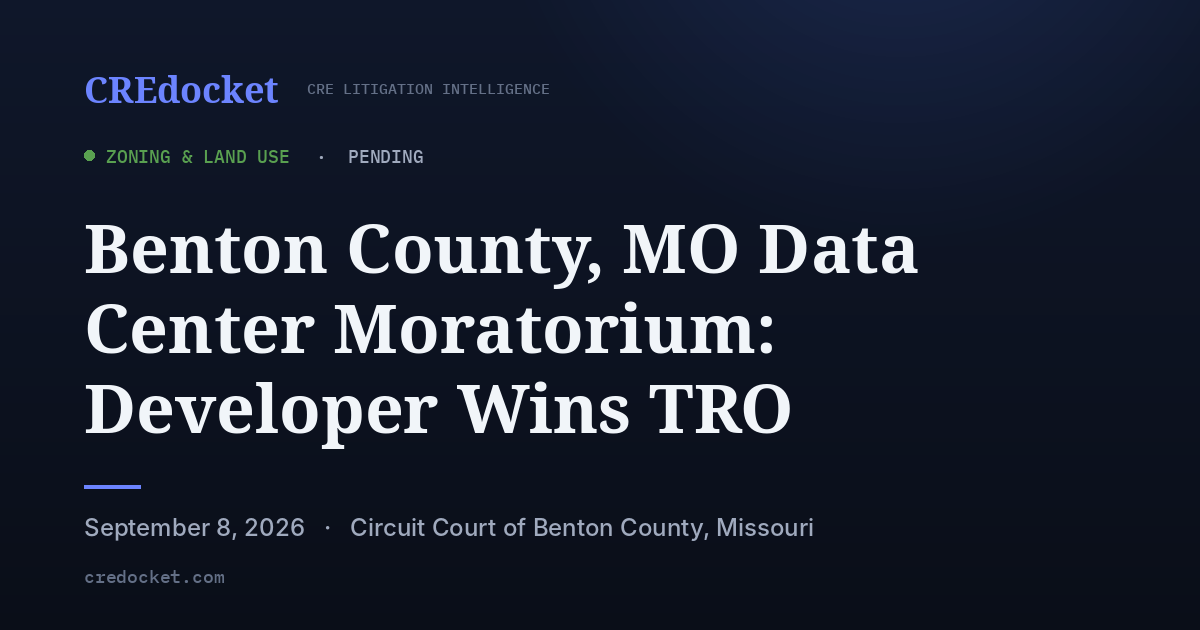 CREdocket CRE LITIGATION INTELLIGENCE
ZONING & LAND USE · PENDING
Benton County, MO Data
Center Moratorium:
Developer Wins TRO
September 8, 2026 · Circuit Court of Benton County, Missouri
credocket.com